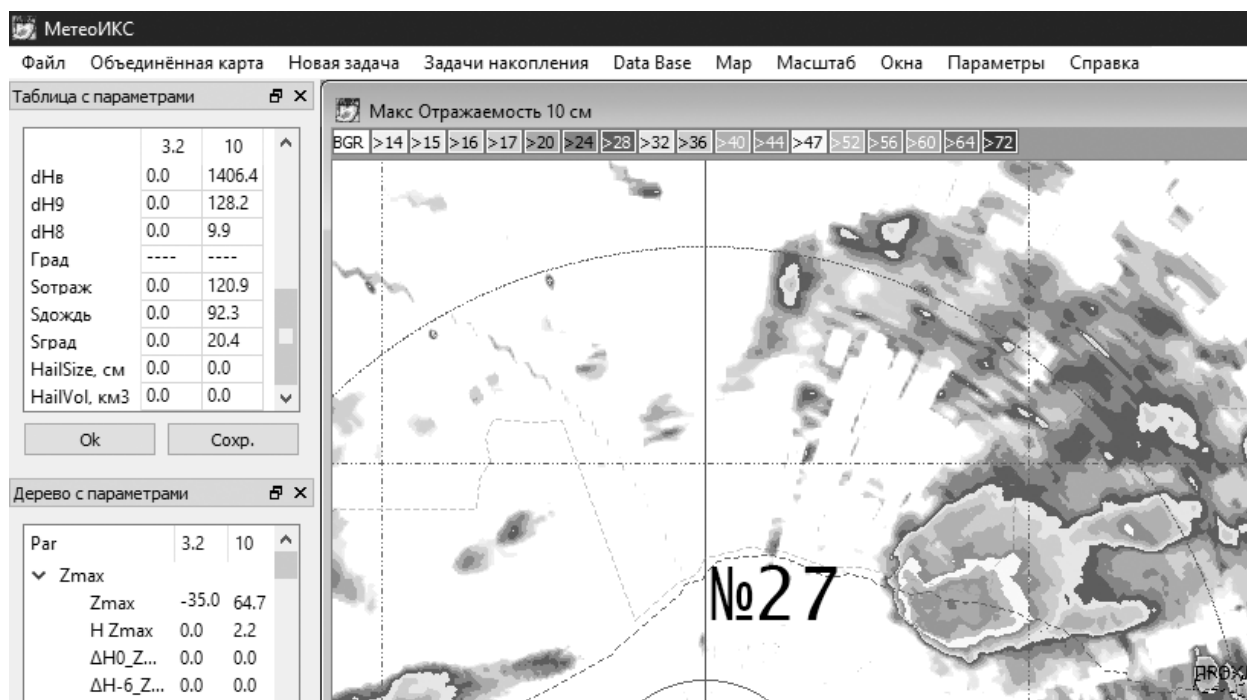 МетеоИКС
Файл Объединённая карта Новая задача Задачи накопления Data Base Map Масштаб Окна Параметры Справка
Таблица с параметрами
3.2 10
dHв 0.0 1406.4
dH9 0.0 128.2
dH8 0.0 9.9
Град ---- ----
Sотраж 0.0 120.9
Sдождь 0.0 92.3
Sград 0.0 20.4
HailSize, см 0.0 0.0
HailVol, км3 0.0 0.0
Ok Сохр.
Дерево с параметрами
Par 3.2 10
Zmax
Zmax -35.0 64.7
H Zmax 0.0 2.2
ΔH0_Z... 0.0 0.0
ΔH-6_Z... 0.0 0.0
Макс Отражаемость 10 см
BGR >14 >15 >16 >17 >20 >24 >28 >32 >36 >40 >44 >47 >52 >56 >60 >64 >72
№27